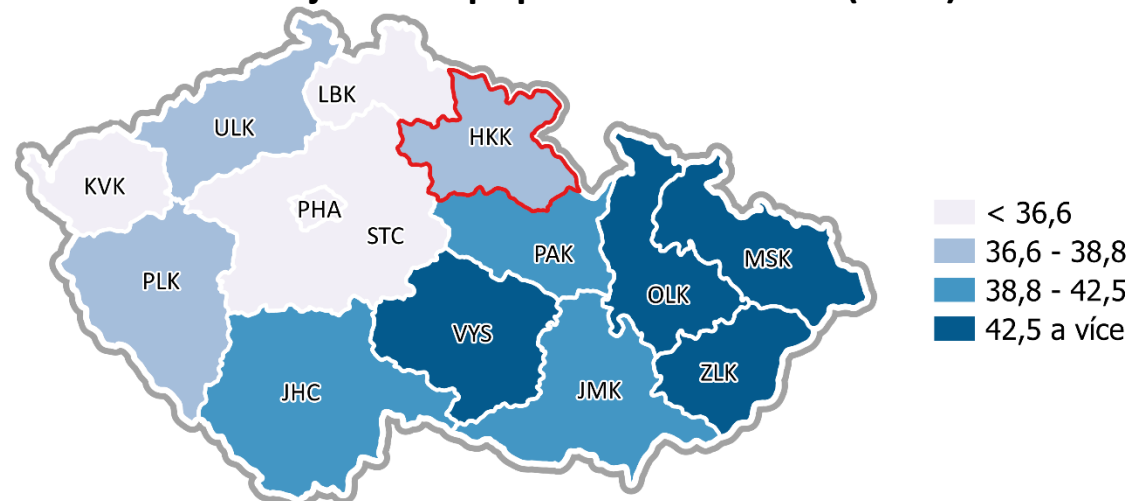 LBK
ULK
HKK
KVK
PHA
STC
PAK
MSK
PLK
OLK
VYS
ZLK
JHC
JMK
< 36,6
36,6 - 38,8
38,8 - 42,5
42,5 a více